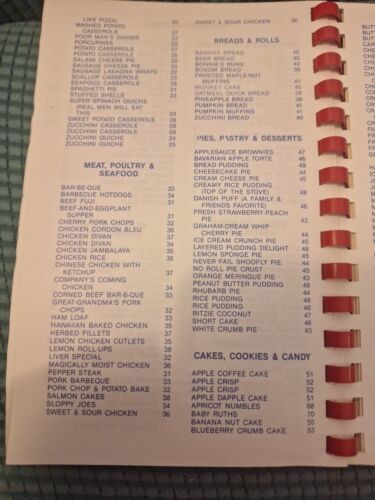 LIKE PIZZA) 20
MASHED POTATO
CASSEROLE 27
POOR MAN'S DINNER 22
PORCUPINES 22
POTATO CASSEROLE 27
POTATO CASSEROLE 28
SALAMI CHEESE PIE 20
SAUSAGE CHEESE PIE 20
SAUSAGE LASAGNA WRAPS 22
SCALLOP CASSEROLE 26
SEAFOOD CASSEROLE 26
SPAGHETTI PIE 21
STUFFED SHELLS 23
SUPER SPINACH QUICHE
(REAL MEN WILL EAT
24
SWEET POTATO CASSEROLE 28
ZUCCHINI CASSEROLE 28
ZUCCHINI CASSEROLE 29
ZUCCHINI QUICHE 24
ZUCCHINI QUICHE 25
MEAT, POULTRY &
SEAFOOD
BAR-BE-QUE 33
BARBEQUE HOTDOGS 34
BEEF FUJI 31
BEEF-AND-EGGPLANT
SUPPER 31
CHERRY PORK CHOPS 32
CHICKEN CORDON BLEU 36
CHICKEN DIVAN 37
CHICKEN DIVAN 34
CHICKEN JAMBALAYA 35
CHICKEN RICE 36
CHINESE CHICKEN WITH
KETCHUP 37
COMPANY'S COMING
CHICKEN 34
CORNED BEEF BAR-B-QUE 33
GREAT-GRANDMA'S PORK
CHOPS 32
HAM LOAF 33
HAWAIIAN BAKED CHICKEN 35
HERBED FILLETS 37
LEMON CHICKEN CUTLETS 35
LEMON ROLL-UPS 38
LIVER SPECIAL 32
MAGICALLY MOIST CHICKEN 36
PEPPER STEAK 31
PORK BARBEQUE 33
PORK CHOP & POTATO BAKE 32
SALMON CAKES 38
SLOPPY JOES 34
SWEET & SOUR CHICKEN 36
SWEET & SOUR CHICKEN 36
BREADS & ROLLS
BANANA BREAD 40
BEER BREAD 40
BONNIE'S BUNS 42
BOSOM BREAD 39
FROSTED MAPLE-NUT
MUFFINS 41
MONKEY CAKE 40
OATMEAL QUICK BREAD 39
PINEAPPLE BREAD 39
PUMPKIN BREAD 40
PUMPKIN MUFFINS 41
ZUCCHINI BREAD 40
PIES, PASTRY & DESSERTS
APPLESAUCE BROWNIES 47
BAVARIAN APPLE TORTE 46
BREAD PUDDING 49
CHEESECAKE PIE 44
CREAM CHEESE PIE 45
CREAMY RICE PUDDING
(TOP OF THE STOVE) 48
DANISH PUFF (A FAMILY &
FRIENDS FAVORITE) 46
FRESH STRAWBERRY-PEACH
PIE 43
GRAHAM-DREAM WHIP
CHERRY PIE 44
ICE CREAM CRUNCH PIE 45
LAYERED PUDDING DELIGHT 48
LEMON SPONGE PIE 45
NEVER FAIL SHOOFLY PIE 44
NO ROLL PIE CRUST 45
ORANGE MERINGUE PIE 43
PEANUT BUTTER PUDDING 48
RHUBARB PIE 44
RICE PUDDING 48
RICE PUDDING 48
RITZIE COCONUT 47
SHORT CAKE 46
WHITE CRUMB PIE 43
CAKES, COOKIES & CANDY
APPLE COFFEE CAKE 51
APPLE CRISP 52
APPLE CRISP 52
APPLE DAPPLE CAKE 51
APRICOT NUMBLES 68
BABY RUTHS 70
BANANA NUT CAKE 55
BLUEBERRY CRUMB CAKE 53